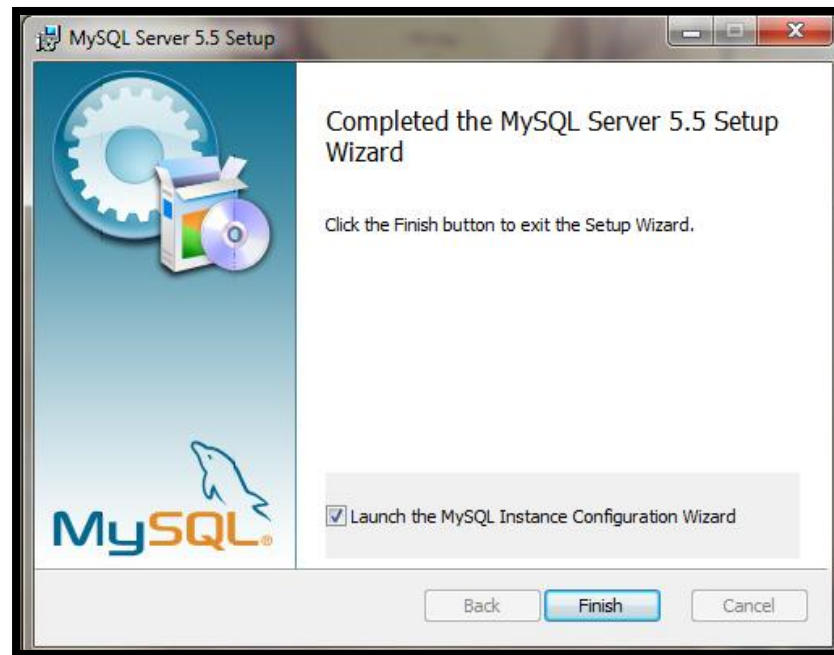 MySQL Server 5.5 Setup
Completed the MySQL Server 5.5 Setup
Wizard
Click the Finish button to exit the Setup Wizard.
Launch the MySQL Instance Configuration Wizard
MySQL®
Back Finish Cancel